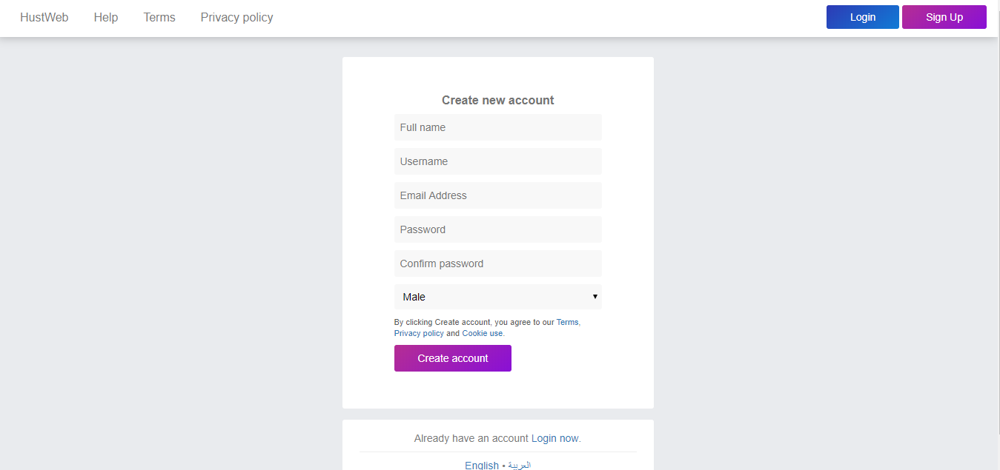 HustWeb Help Terms Privacy policy Login Sign Up
Create new account
Full name
Username
Email Address
Password
Confirm password
Male
By clicking Create account, you agree to our Terms,
Privacy policy and Cookie use.
Create account
Already have an account Login now.
English • العربية